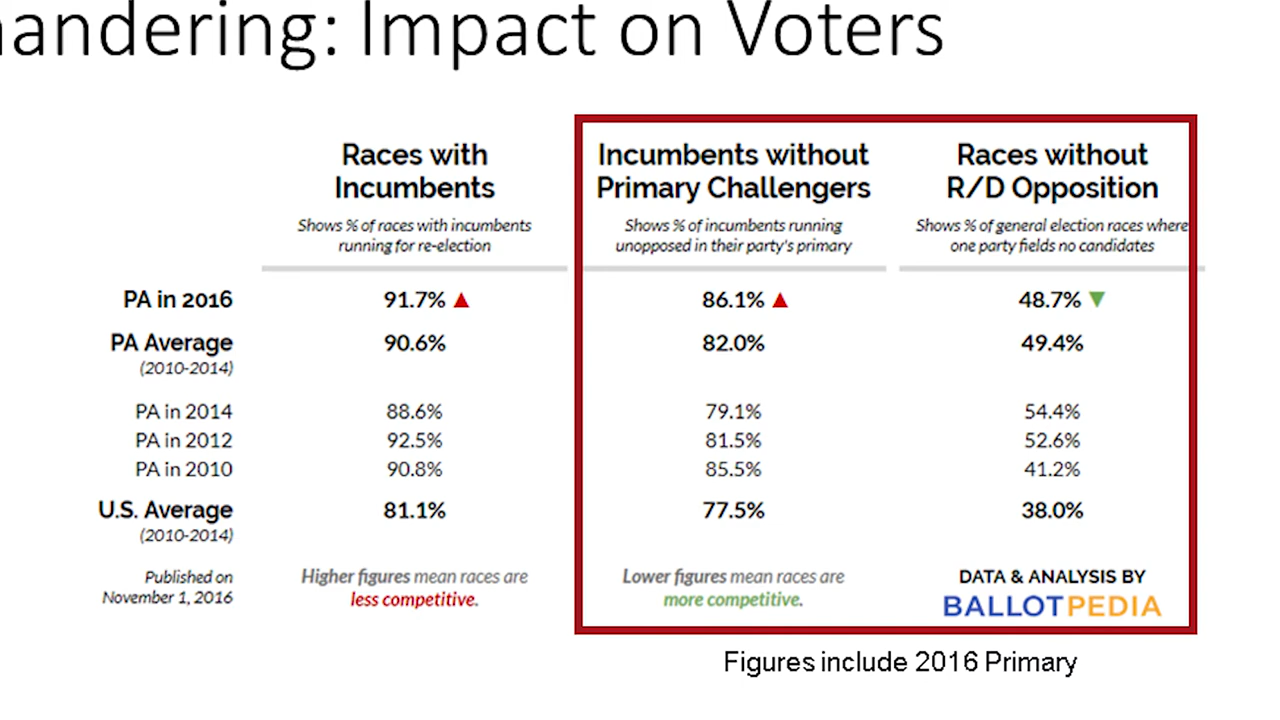 andering: Impact on Voters
Races with
Incumbents
Incumbents without
Primary Challengers
Races without
R/D Opposition
Shows % of races with incumbents
running for re-election
Shows % of incumbents running
unopposed in their party's primary
Shows % of general election races where
one party fields no candidates
PA in 2016 91.7% ▲ 86.1% ▲ 48.7% ▼
PA Average 90.6% 82.0% 49.4%
(2010-2014)
PA in 2014 88.6% 79.1% 54.4%
PA in 2012 92.5% 81.5% 52.6%
PA in 2010 90.8% 85.5% 41.2%
U.S. Average 81.1% 77.5% 38.0%
(2010-2014)
Published on
November 1, 2016
Higher figures mean races are
less competitive.
Lower figures mean races are
more competitive.
DATA & ANALYSIS BY
BALLOTPEDIA
Figures include 2016 Primary